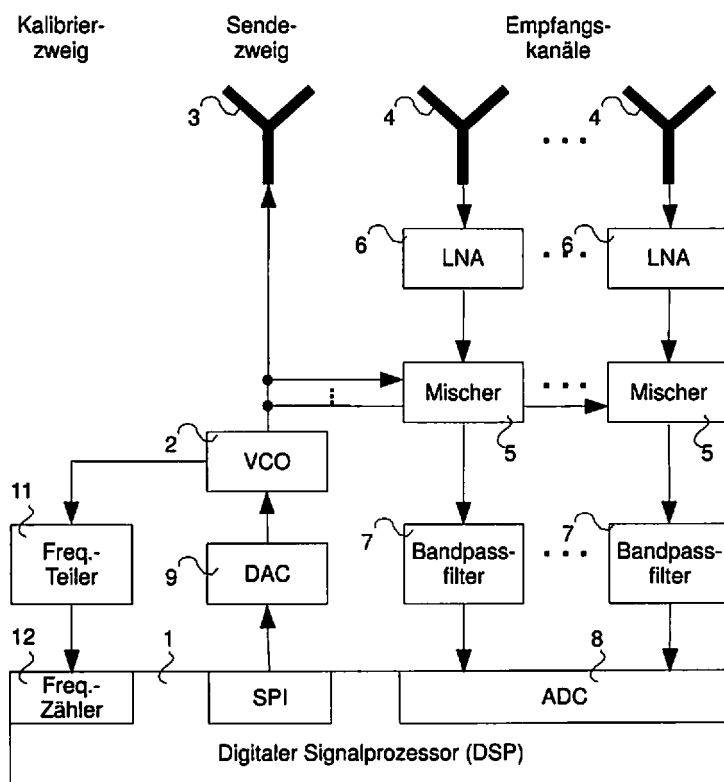 Kalibrier-
zweig
Sende-
zweig
Empfangs-
kanäle
3
4
4
6
LNA
6
LNA
Mischer
5
Mischer
5
2
VCO
11
Freq.-
Teiler
9
DAC
7
Bandpass-
filter
7
Bandpass-
filter
12
1
8
Freq.-
Zähler
SPI
ADC
Digitaler Signalprozessor (DSP)